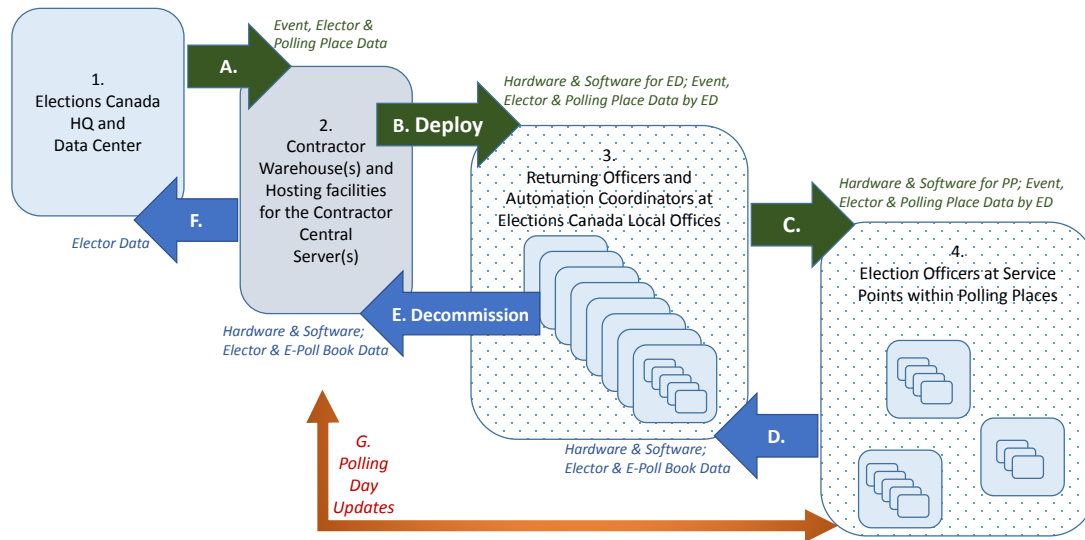 Event, Elector &
Polling Place Data
A.
1.
Elections Canada
HQ and
Data Center
2.
Contractor
Warehouse(s) and
Hosting facilities
for the Contractor
Central
Server(s)
Hardware & Software for ED; Event,
Elector & Polling Place Data by ED
B. Deploy
3.
Returning Officers and
Automation Coordinators at
Elections Canada Local Offices
Hardware & Software for PP; Event,
Elector & Polling Place Data by ED
C.
4.
Election Officers at Service
Points within Polling Places
F.
Elector Data
E. Decommission
Hardware & Software;
Elector & E-Poll Book Data
D.
Hardware & Software;
Elector & E-Poll Book Data
G.
Polling
Day
Updates